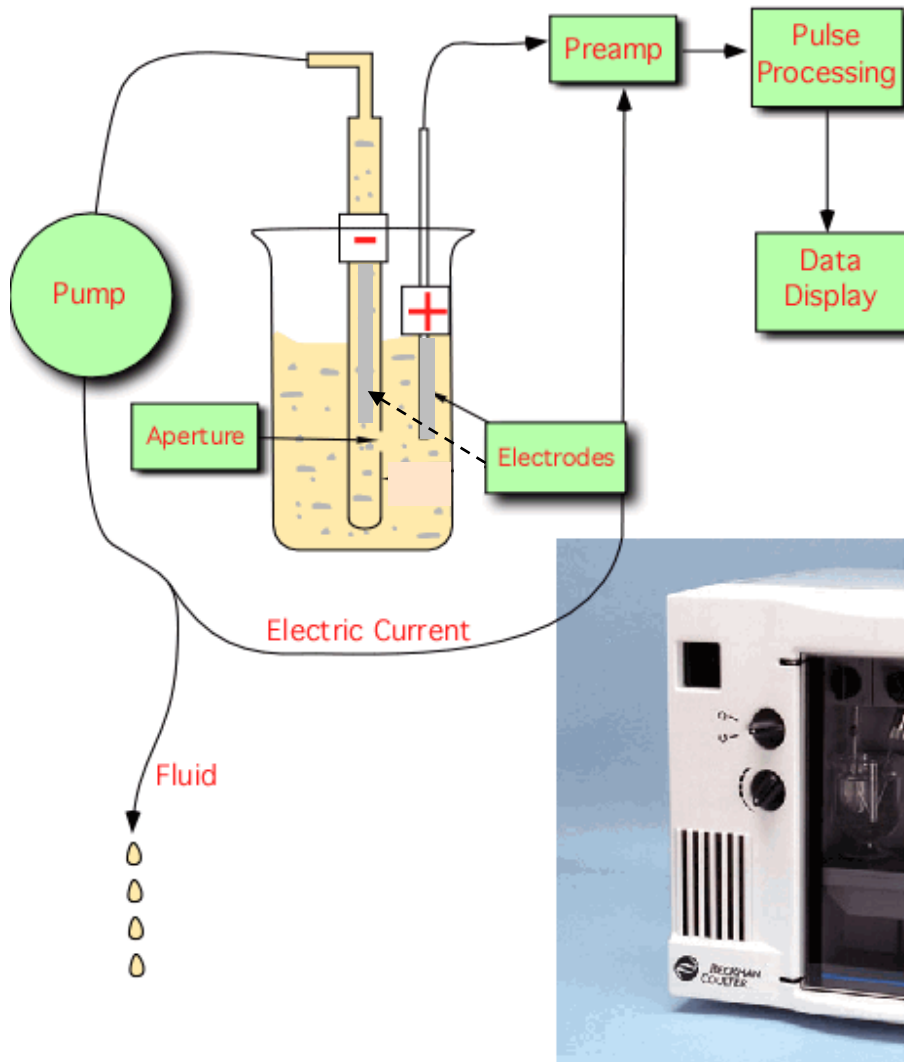 Preamp
Pulse
Processing
-
Pump
+
Data
Display
Aperture
Electrodes
Electric Current
Fluid
BECKMAN
COULTER